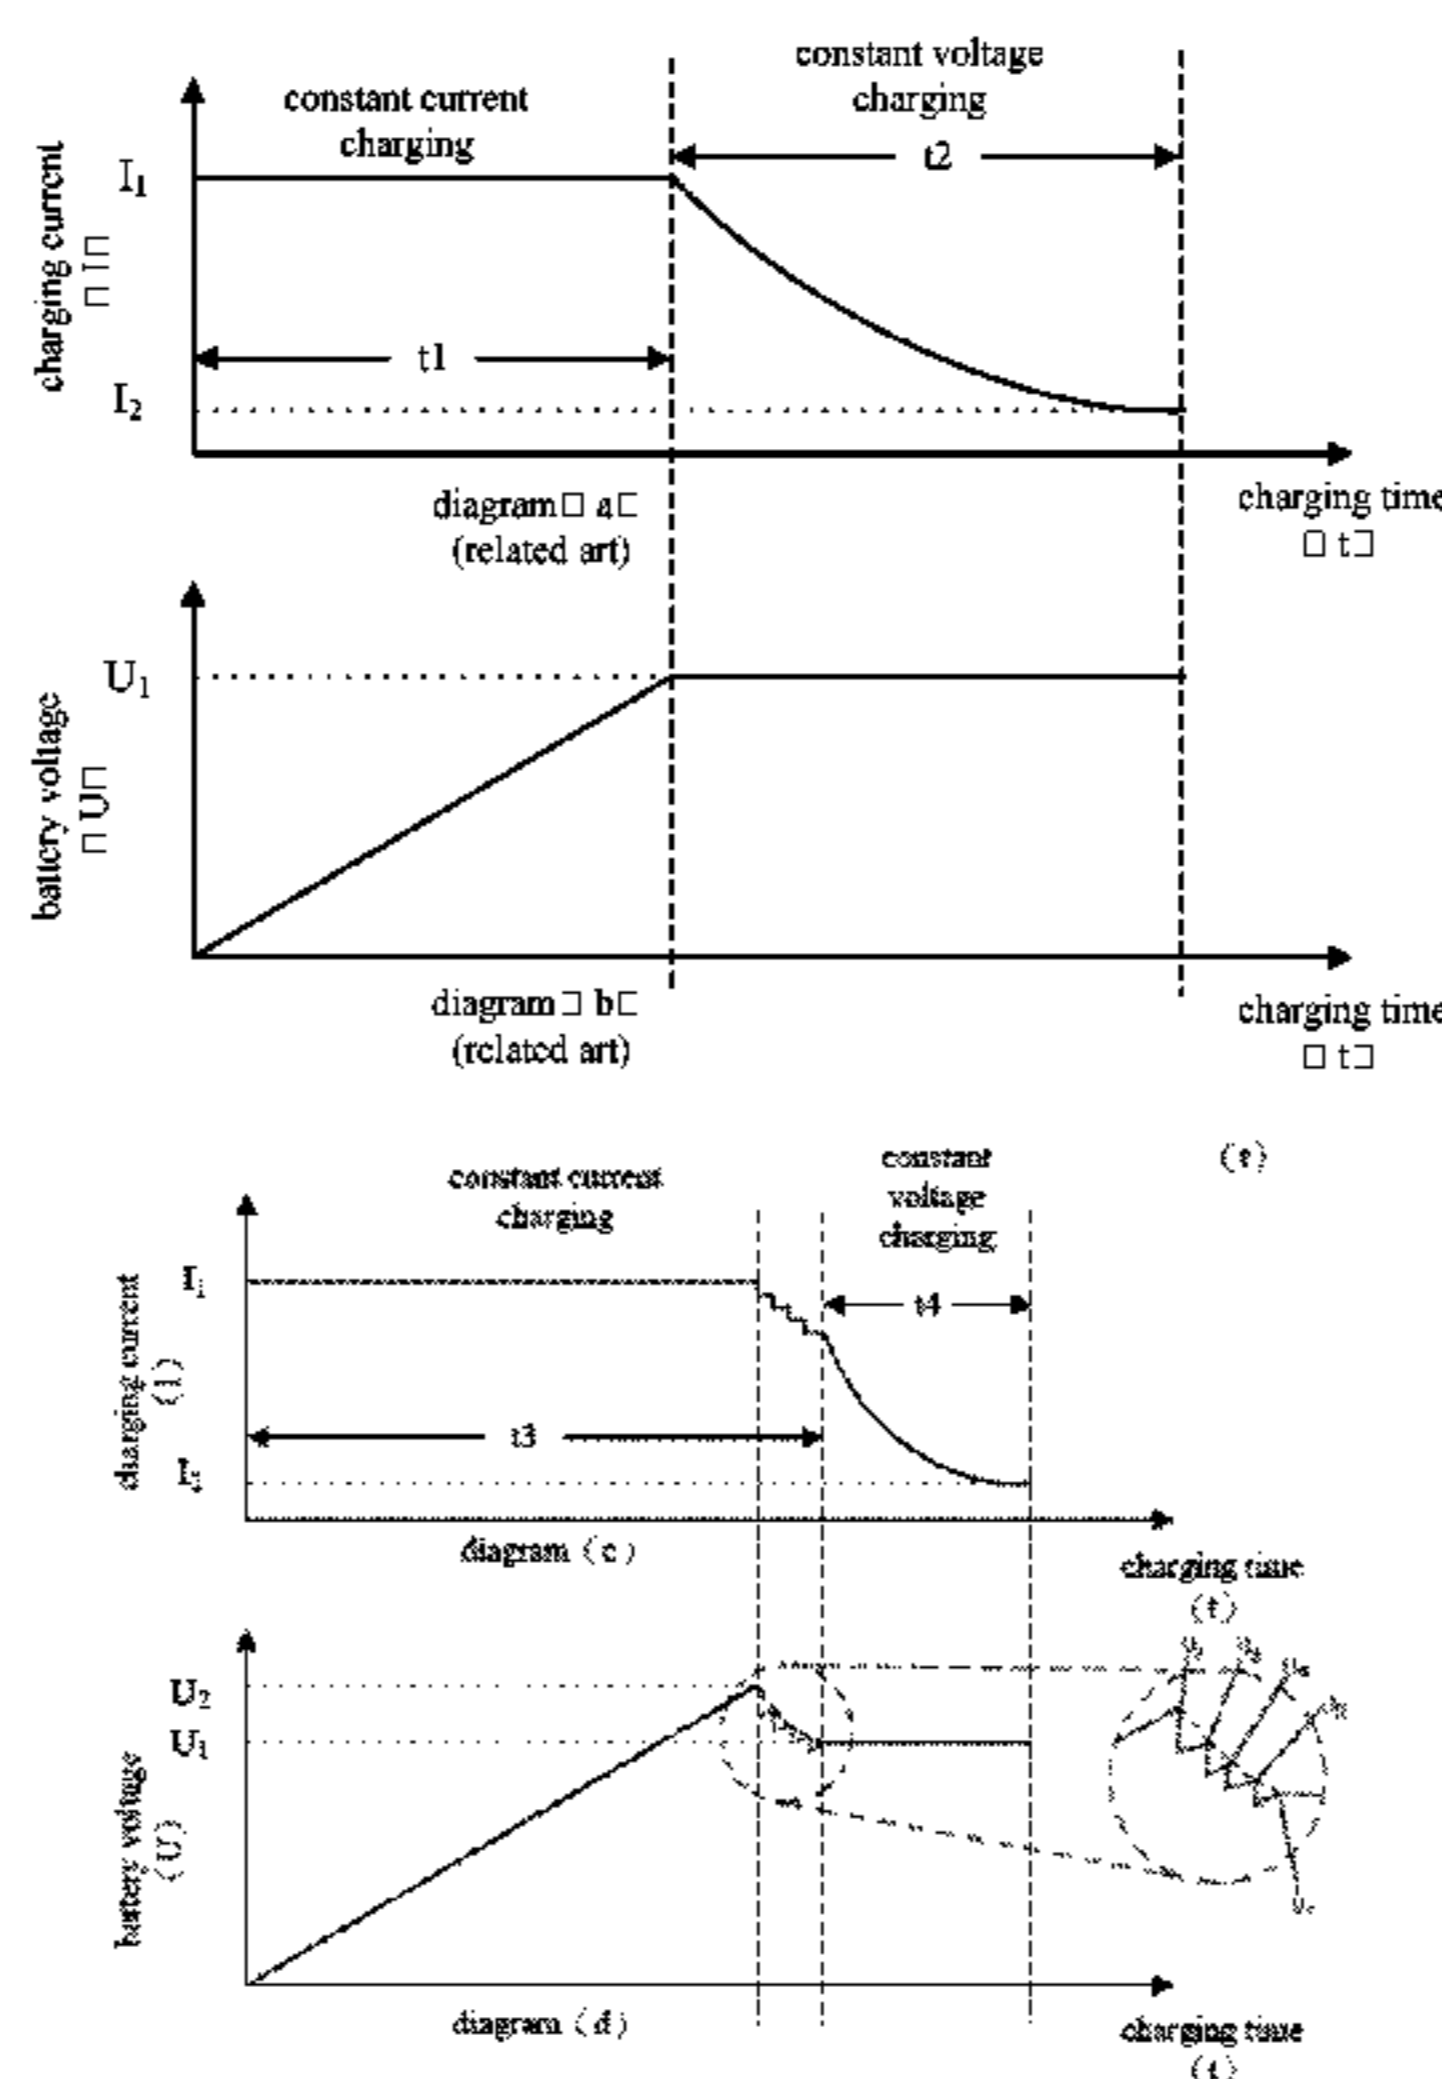 constant voltage
charging
constant current
charging
t2
I1
charging current
□ I□
t1
I2
diagram□ a□
(related art)
charging time
□ t□
U1
battery voltage
□ U□
diagram□ b□
(related art)
charging time
□ t□
constant current
charging
constant
voltage
charging
I1
t4
charging current
(I)
t3
diagram (c)
charging time
(t)
U2
U1
battery voltage
(U)
diagram (d)
charging time
(t)